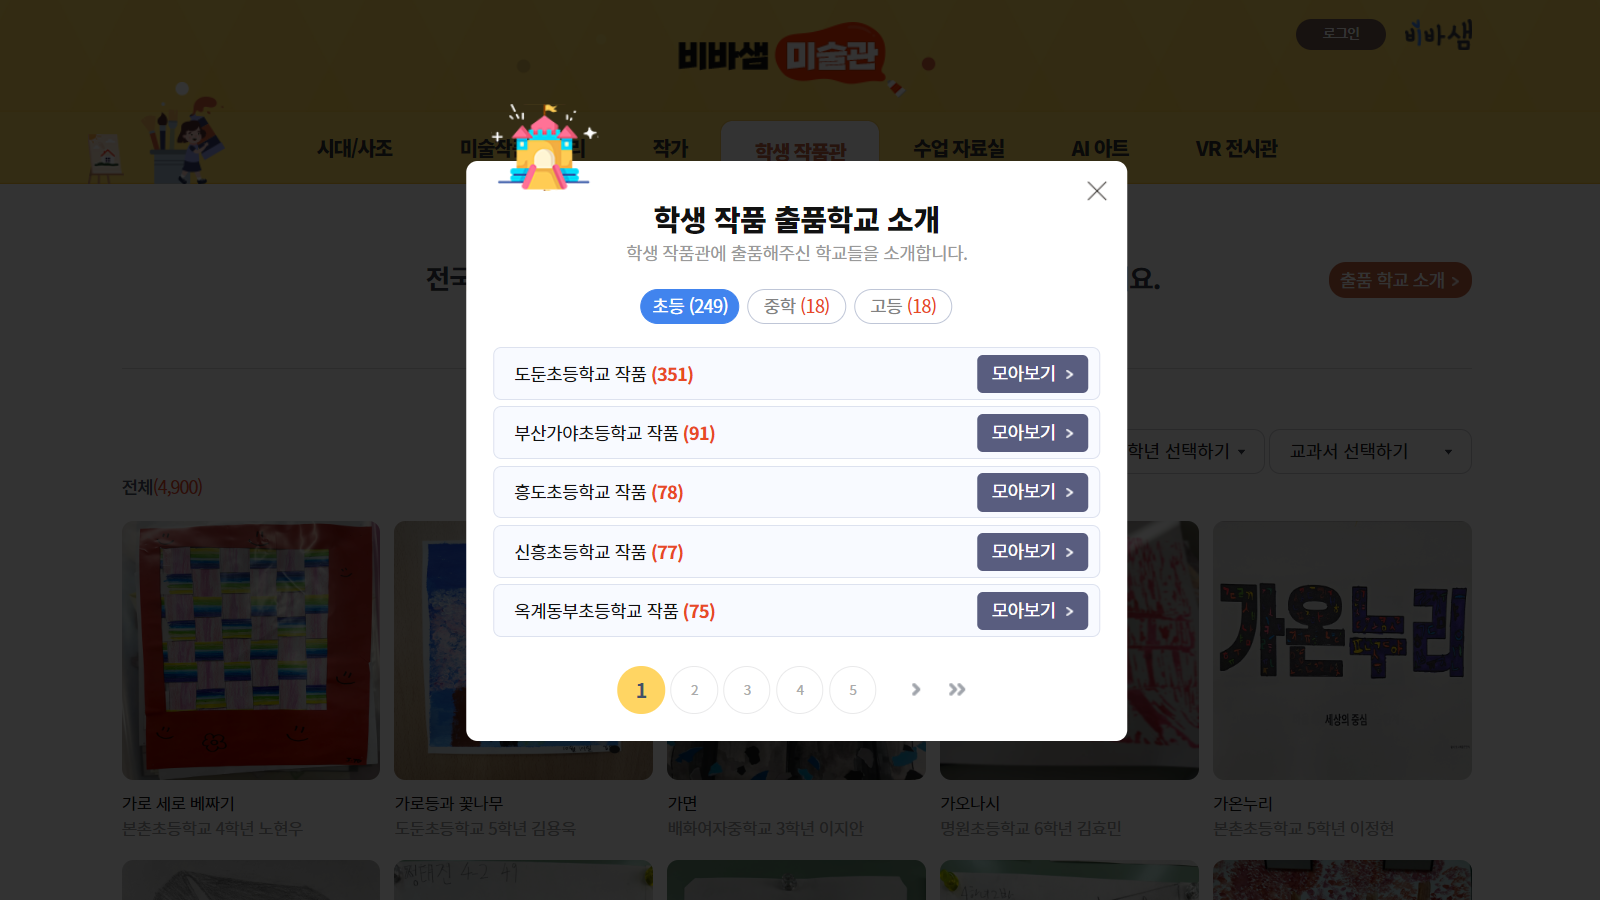 로그인
비바샘
비바샘 미술관
시대/사조
작가
학생 작품관
수업 자료실
AI 아트
VR 전시관
학생 작품 출품학교 소개
학생 작품관에 출품해주신 학교들을 소개합니다.
전국
요.
출품 학교 소개 >
초등 (249)
중학 (18)
고등 (18)
도둔초등학교 작품 (351)
모아보기 >
부산가야초등학교 작품 (91)
모아보기 >
흥도초등학교 작품 (78)
모아보기 >
신흥초등학교 작품 (77)
모아보기 >
옥계동부초등학교 작품 (75)
모아보기 >
1 2 3 4 5
학년 선택하기
교과서 선택하기
전체(4,900)
가온누리
세상의 중심
가로 세로 베짜기
본촌초등학교 4학년 노현우
가로등과 꽃나무
도둔초등학교 5학년 김용욱
가면
배화여자중학교 3학년 이지안
가오나시
명원초등학교 6학년 김효민
가온누리
본촌초등학교 5학년 이정현